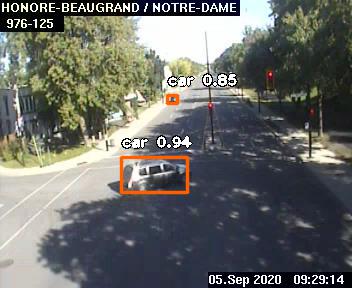 HONORE-BEAUGRAND / NOTRE-DAME
976-125
car 0.85
car 0.94
05.Sep 2020 09:29:14